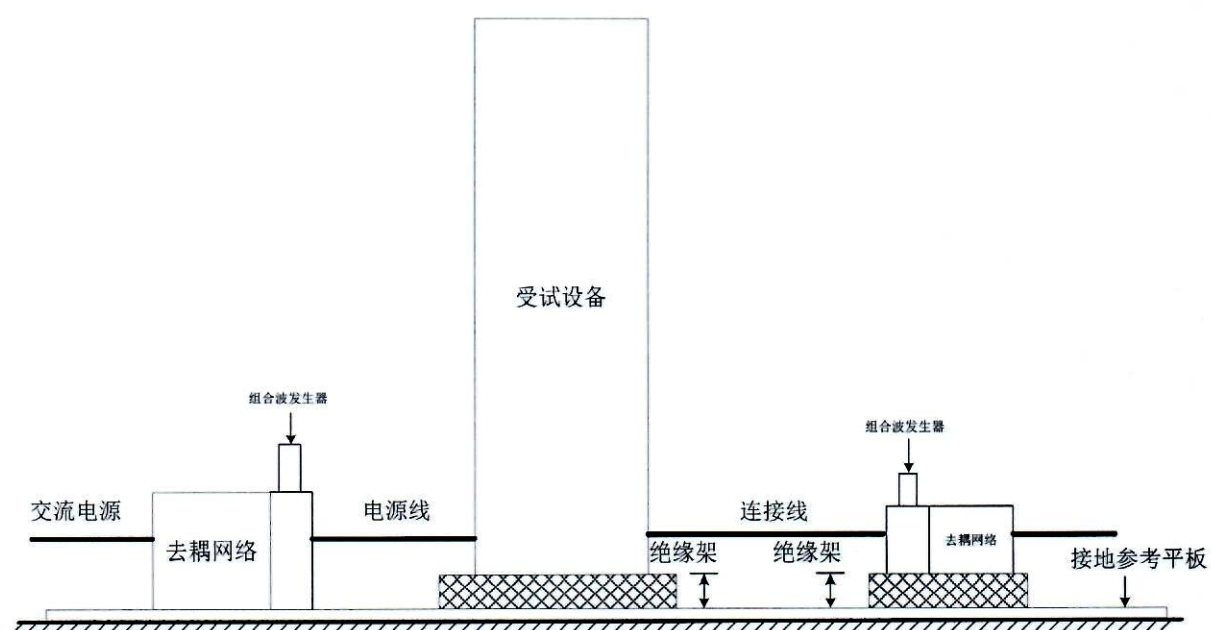 受试设备
组合波发生器
组合波发生器
交流电源
电源线
连接线
去耦网络
去耦网络
绝缘架
绝缘架
接地参考平板